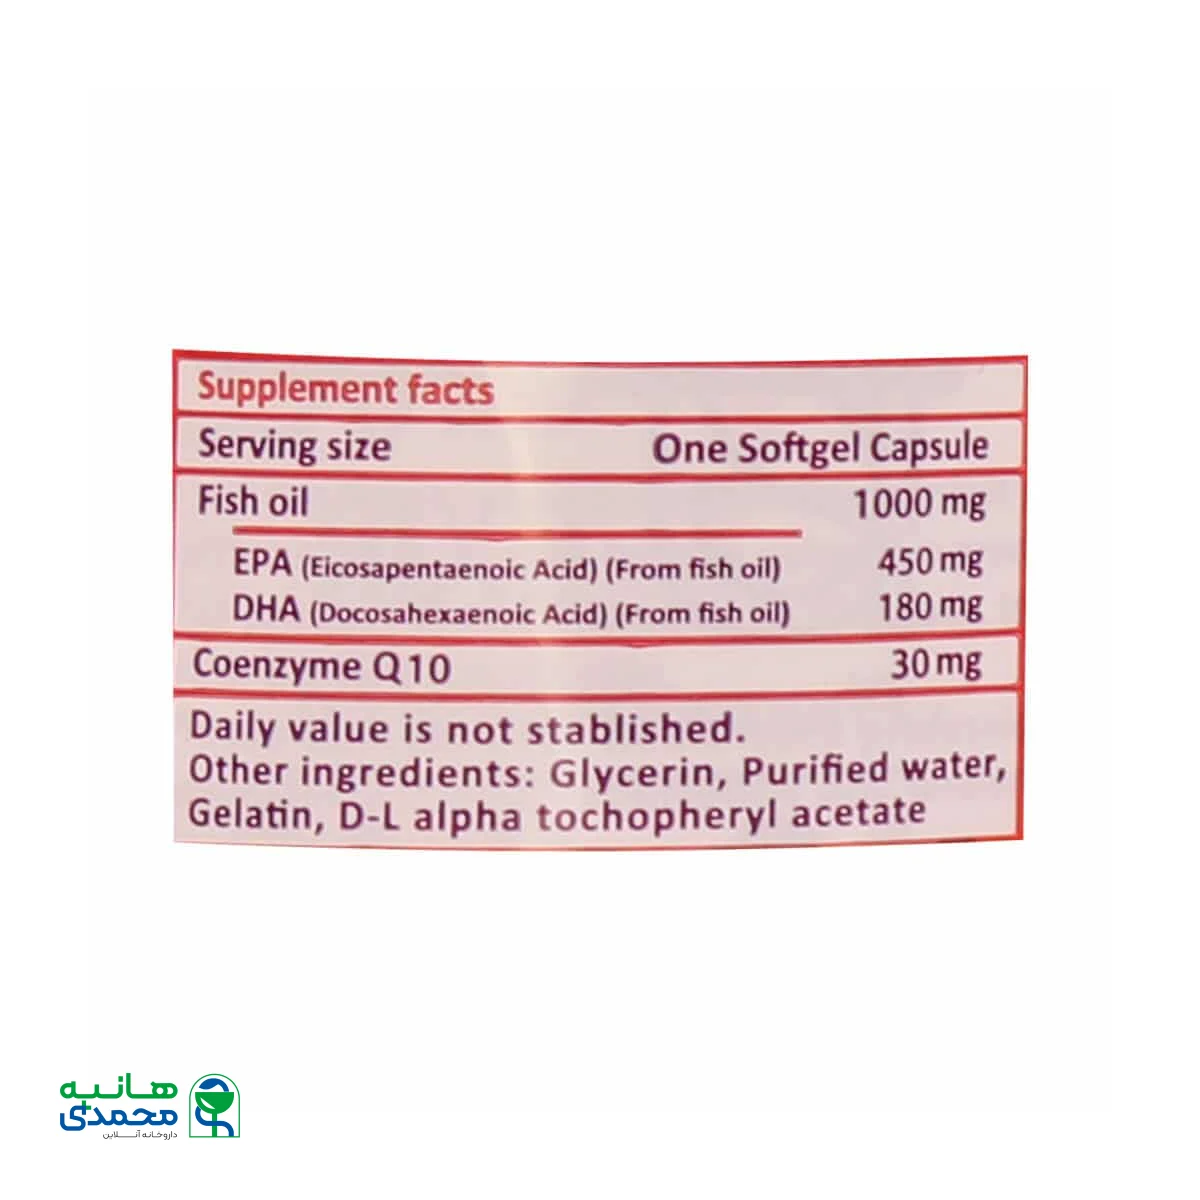 Supplement facts
Serving size One Softgel Capsule
Fish oil 1000 mg
EPA (Eicosapentaenoic Acid) (From fish oil) 450 mg
DHA (Docosahexaenoic Acid) (From fish oil) 180 mg
Coenzyme Q10 30 mg
Daily value is not stablished.
Other ingredients: Glycerin, Purified water,
Gelatin, D-L alpha tochopheryl acetate
هانیه
محمدی
داروخانه آنلاین